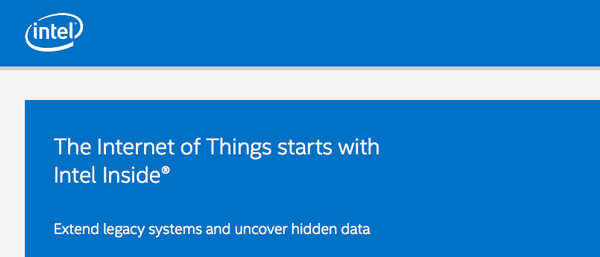 intel
The Internet of Things starts with
Intel Inside®
Extend legacy systems and uncover hidden data